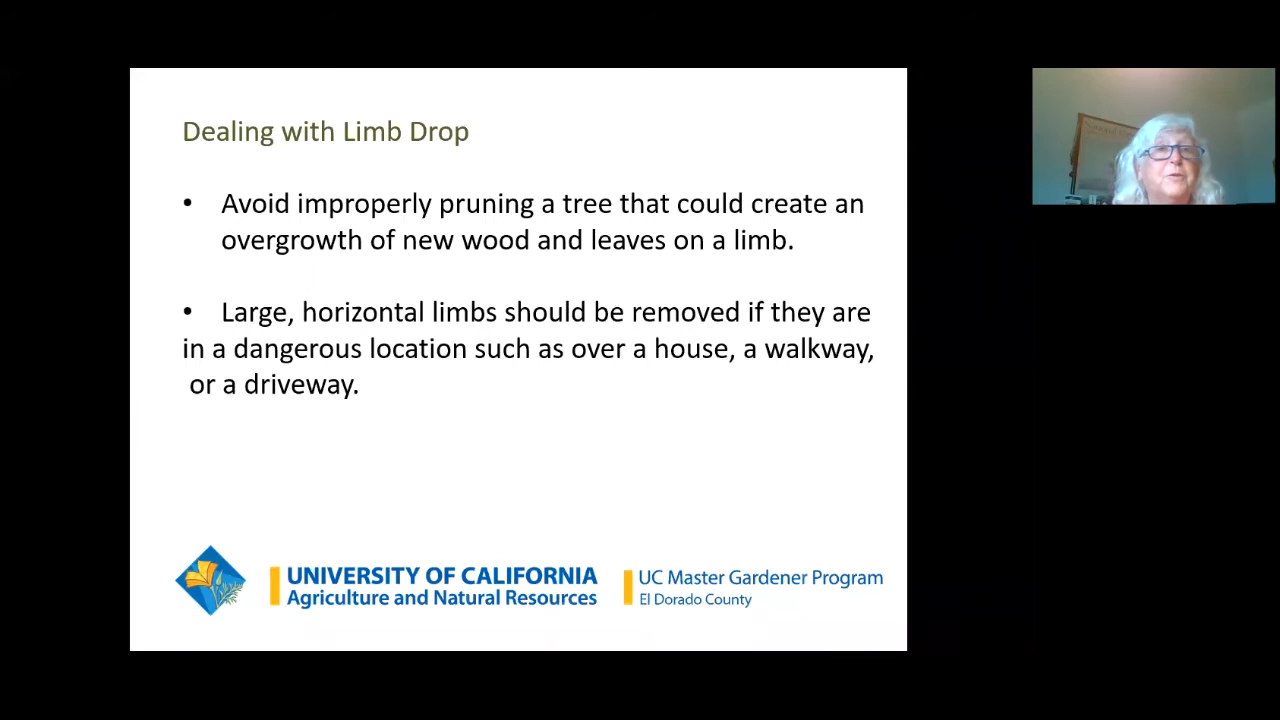 Dealing with Limb Drop
• Avoid improperly pruning a tree that could create an
overgrowth of new wood and leaves on a limb.
• Large, horizontal limbs should be removed if they are
in a dangerous location such as over a house, a walkway,
or a driveway.
UNIVERSITY OF CALIFORNIA
Agriculture and Natural Resources
UC Master Gardener Program
El Dorado County